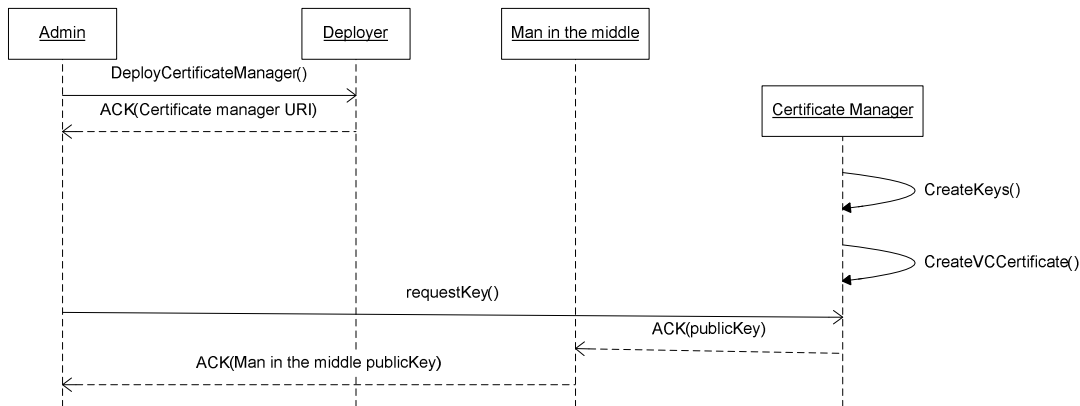 Admin
Deployer
Man in the middle
DeployCertificateManager()
ACK(Certificate manager URI)
Certificate Manager
CreateKeys()
CreateVCCertificate()
requestKey()
ACK(publicKey)
ACK(Man in the middle publicKey)